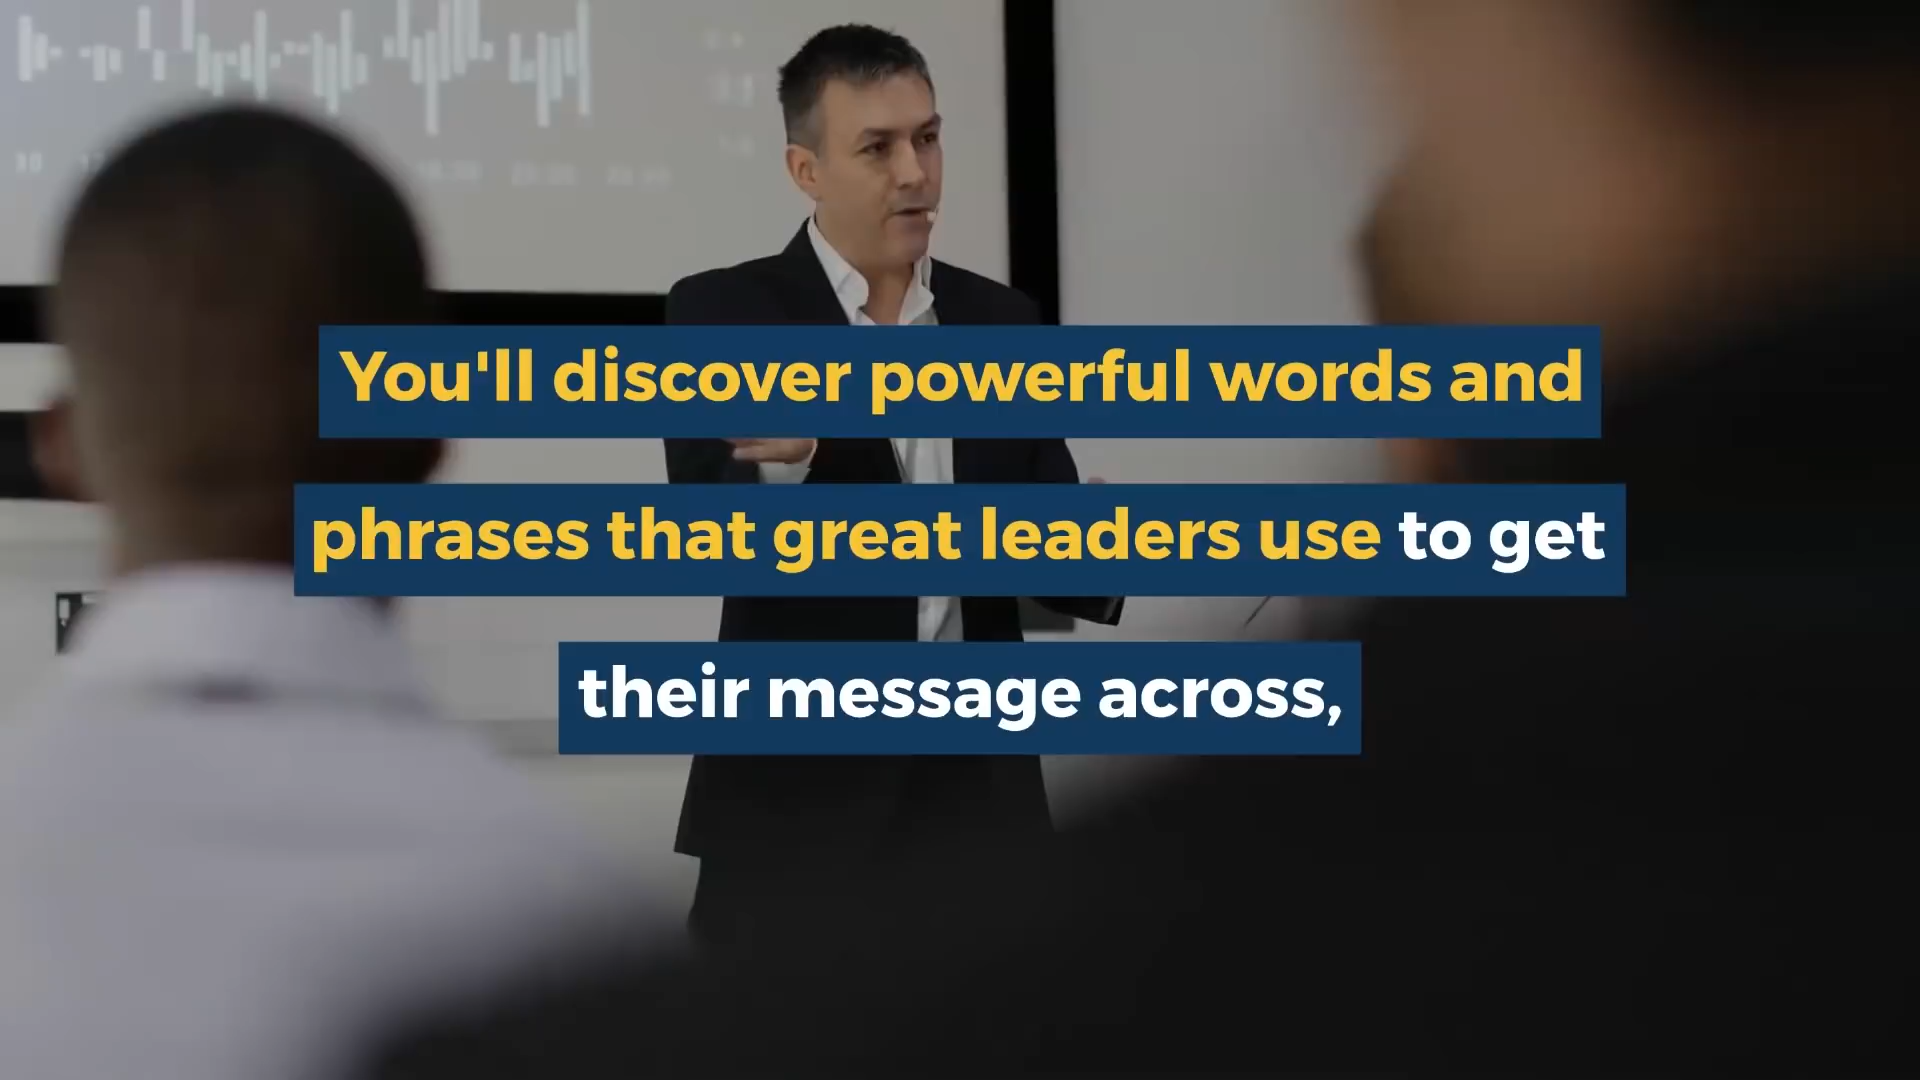 You'll discover powerful words and
phrases that great leaders use to get
their message across,